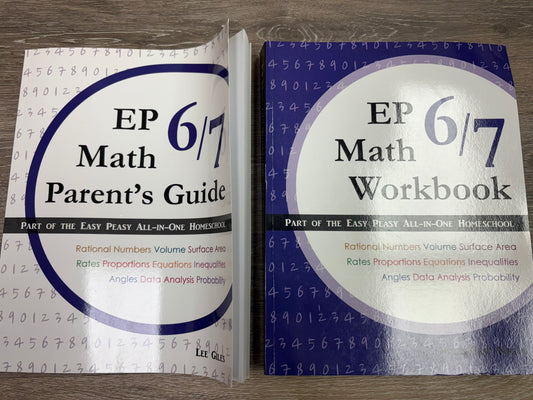 EP 6/7
Math
Parent's Guide
Part of the Easy Peasy All-in-One Homeschool
Rational Numbers Volume Surface Area
Rates Proportions Equations Inequalities
Angles Data Analysis Probability
Lee Giles
EP 6/7
Math
Workbook
Part of the Easy Peasy All-in-One Homeschool
Rational Numbers Volume Surface Area
Rates Proportions Equations Inequalities
Angles Data Analysis Probability